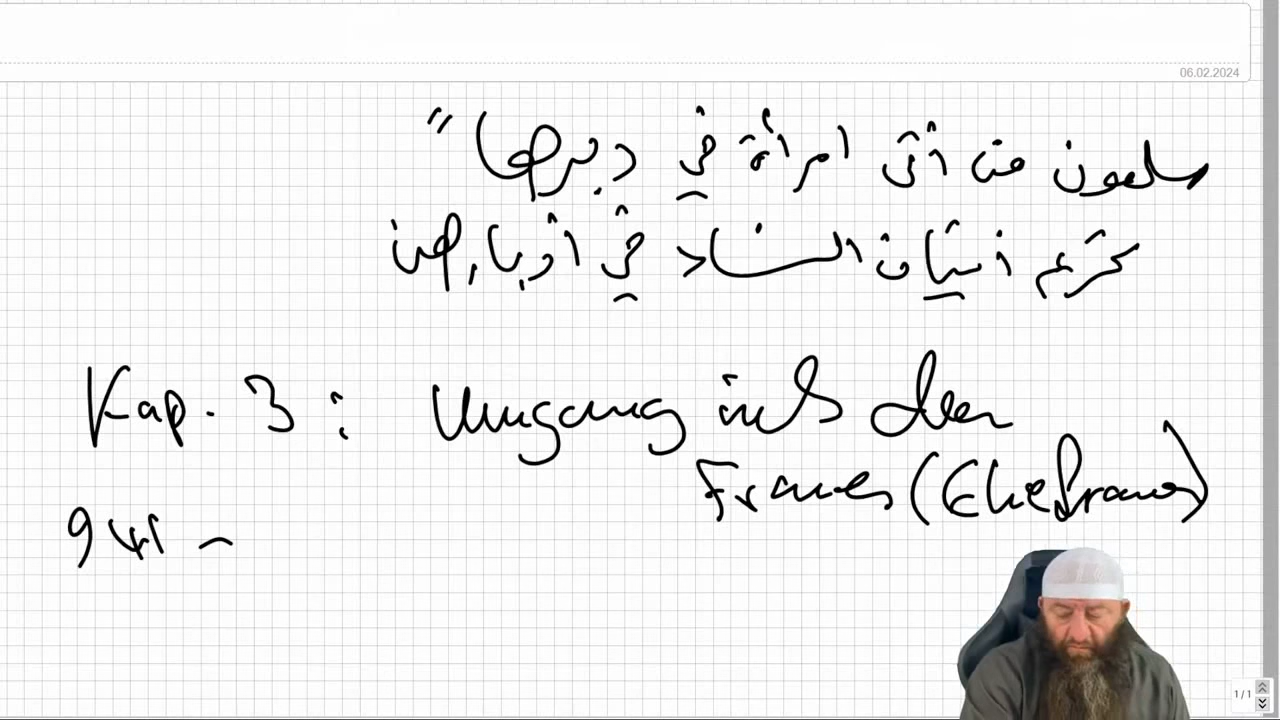 06.02.2024
ملعون من أتى امرأة في دبرها"
تحريم إتيان النساء في أدبارهن
Kap. 3: Umgang mit den
Frauen (Ehefrauen)
1/1